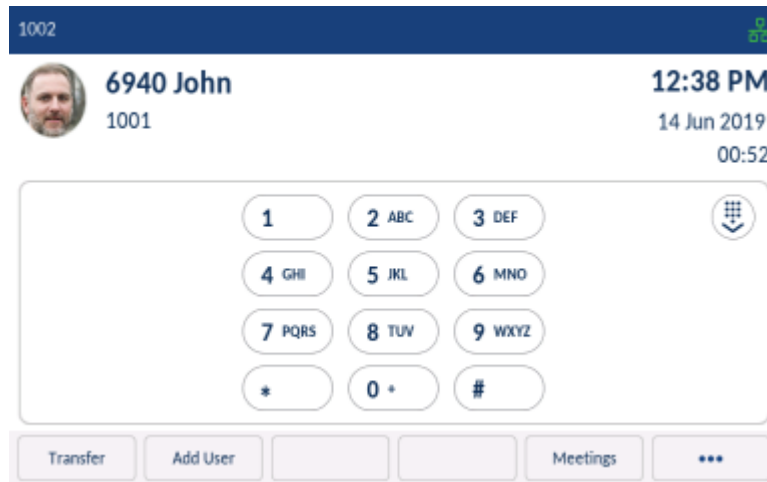 1002
6940 John
12:38 PM
1001
14 Jun 2019
00:52
1 2 ABC 3 DEF
4 GHI 5 JKL 6 MNO
7 PQRS 8 TUV 9 WXYZ
* 0 + #
Transfer Add User Meetings •••